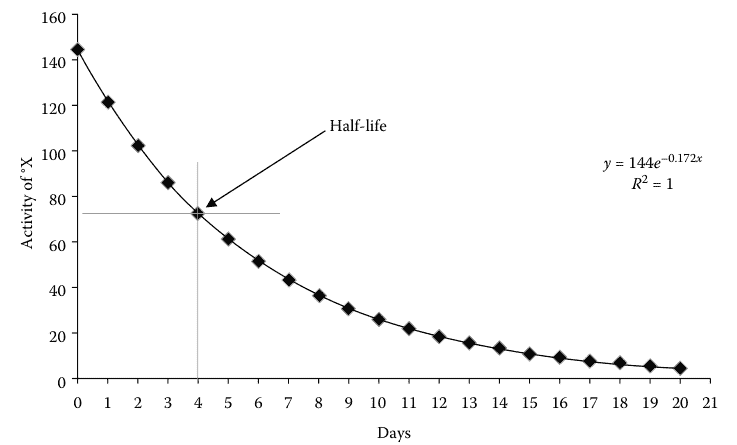 160
140
120
100
80
60
40
20
0
Activity of °X
Half-life
y = 144e^{−0.172x}
R² = 1
0 1 2 3 4 5 6 7 8 9 10 11 12 13 14 15 16 17 18 19 20 21
Days